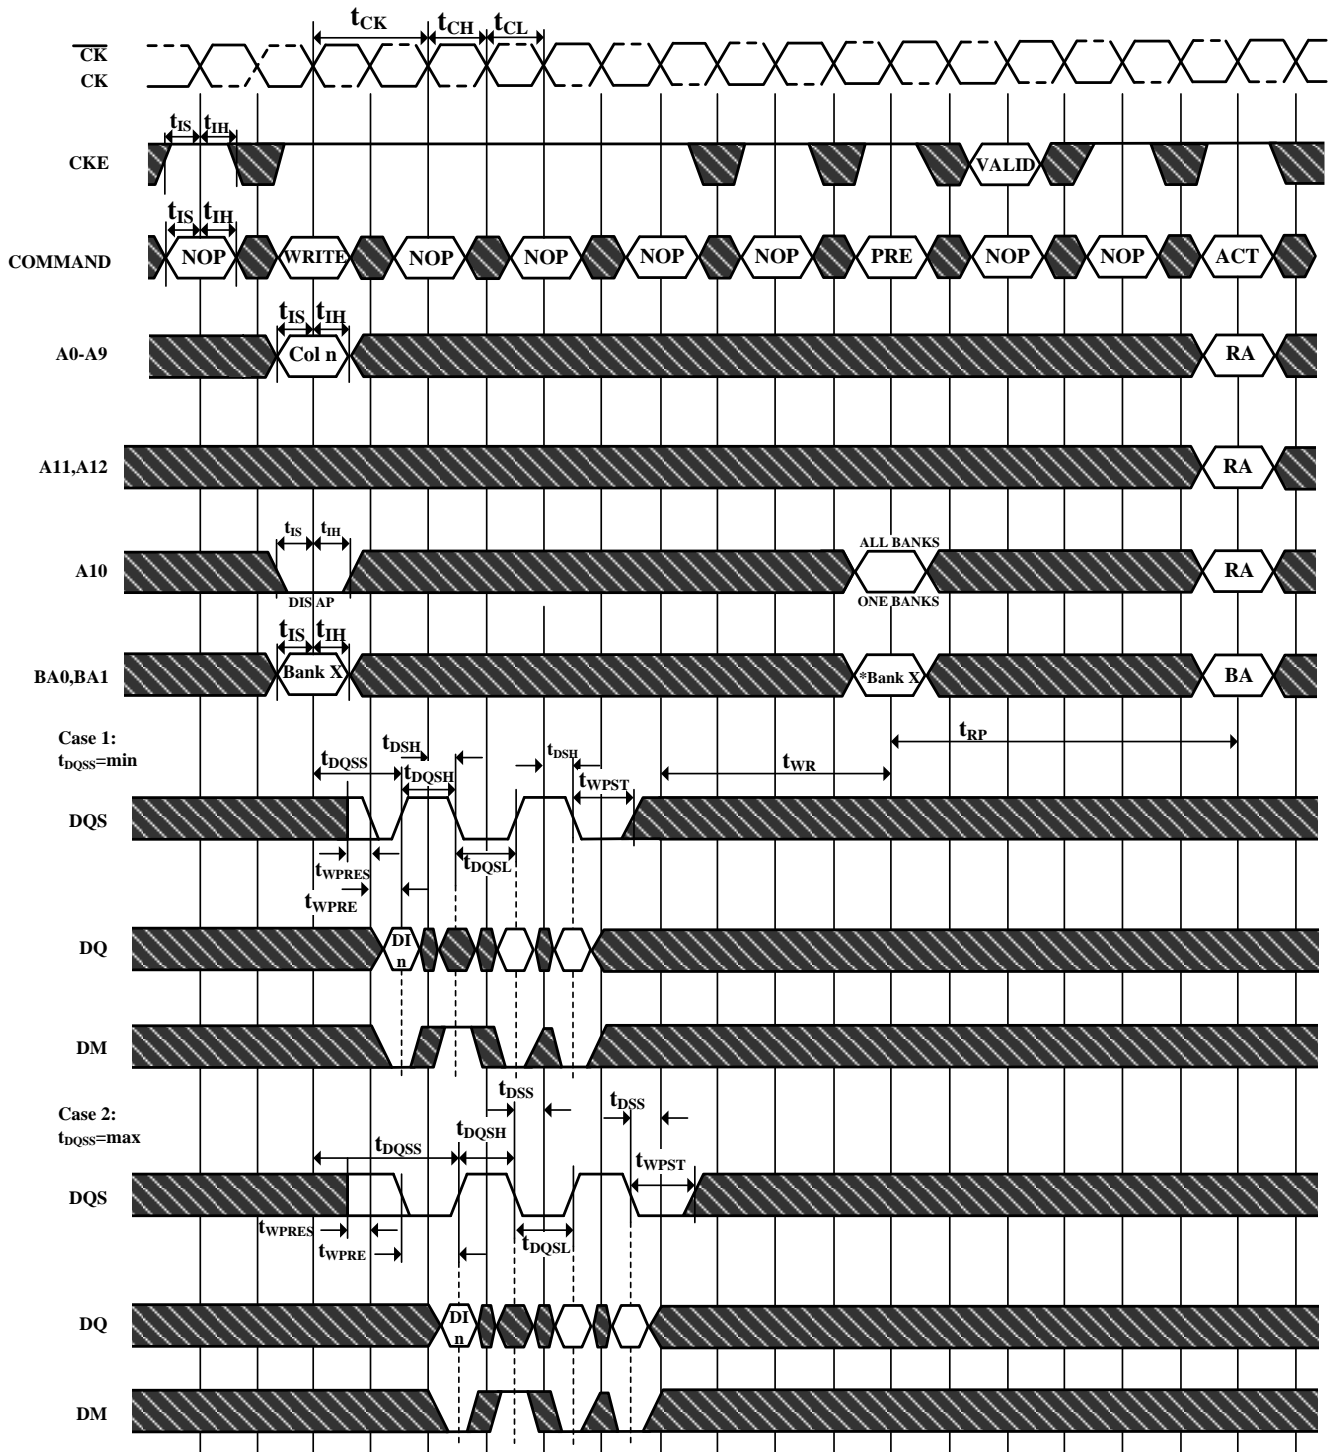 tCK tCH tCL
CK
CK
tIS tIH
CKE VALID
tIS tIH
COMMAND NOP WRITE NOP NOP NOP NOP PRE NOP NOP ACT
tIS tIH
A0-A9 Col n RA
A11,A12 RA
tIS tIH ALL BANKS
A10 RA
DIS AP ONE BANKS
tIS tIH
BA0,BA1 Bank X *Bank X BA
Case 1:
tDQSS=min
tDSH tDSH tRP
tDQSS tDQSH tWPST tWR
DQS
tWPRES tDQSL
tWPRE
DQ DI
n
DM
tDSS tDSS
Case 2:
tDQSS=max
tDQSS tDQSH tWPST
DQS
tWPRES tDQSL
tWPRE
DQ DI
n
DM